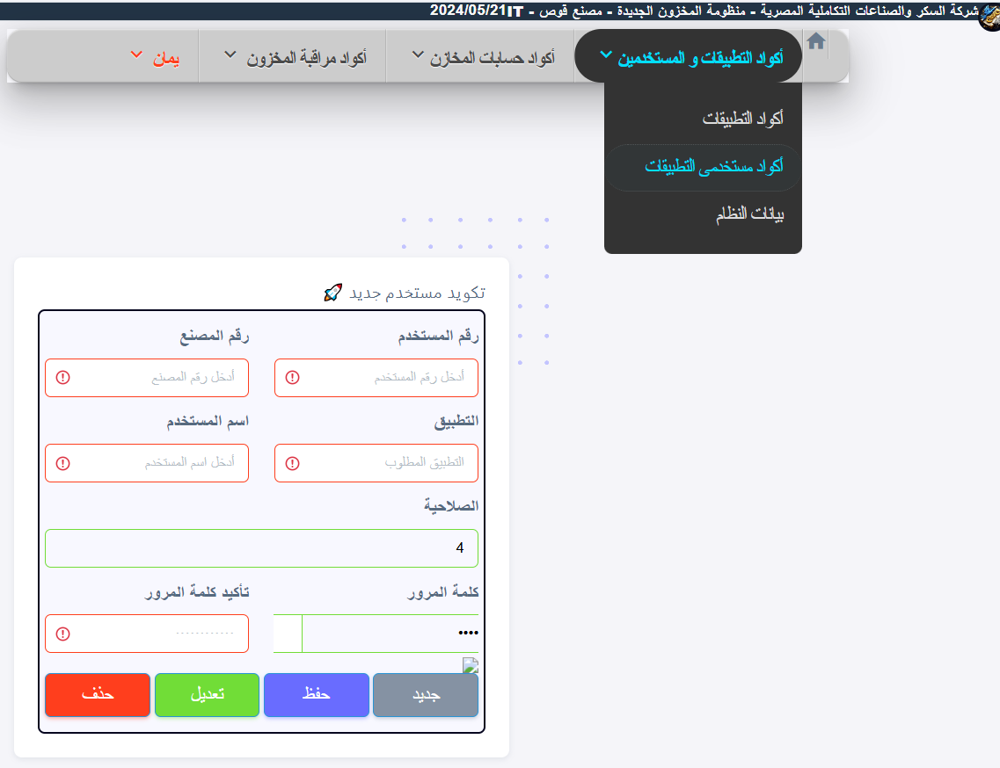 شركة السكر والصناعات التكاملية المصرية - منظومة المخزون الجديدة - مصنع قوص - IT 2024/05/21
أكواد التطبيقات و المستخدمين
أكواد حسابات المخازن
أكواد مراقبة المخزون
يمان
أكواد التطبيقات
أكواد مستخدمى التطبيقات
بيانات النظام
تكويد مستخدم جديد 🚀
رقم المستخدم
رقم المصنع
أدخل رقم المستخدم
أدخل رقم المصنع
التطبيق
اسم المستخدم
التطبيق المطلوب
أدخل اسم المستخدم
الصلاحية
4
كلمة المرور
تأكيد كلمة المرور
••••
············
جديد
حفظ
تعديل
حذف